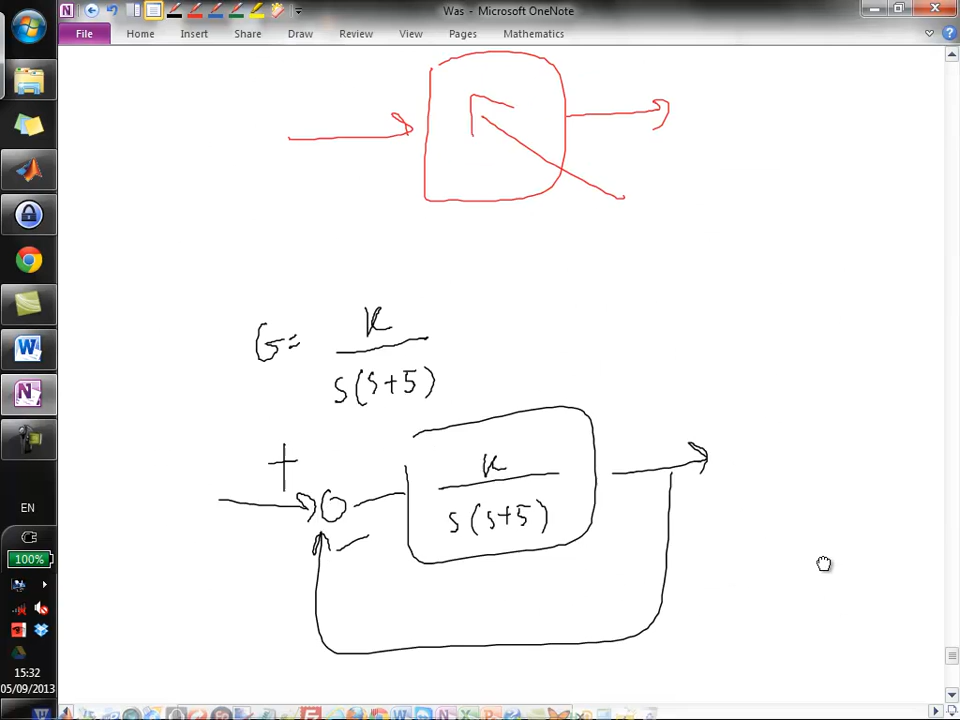 Was - Microsoft OneNote
File Home Insert Share Draw Review View Pages Mathematics
G= K
s(s+5)
+
K
s(s+5)
-
EN
100%
15:32
05/09/2013